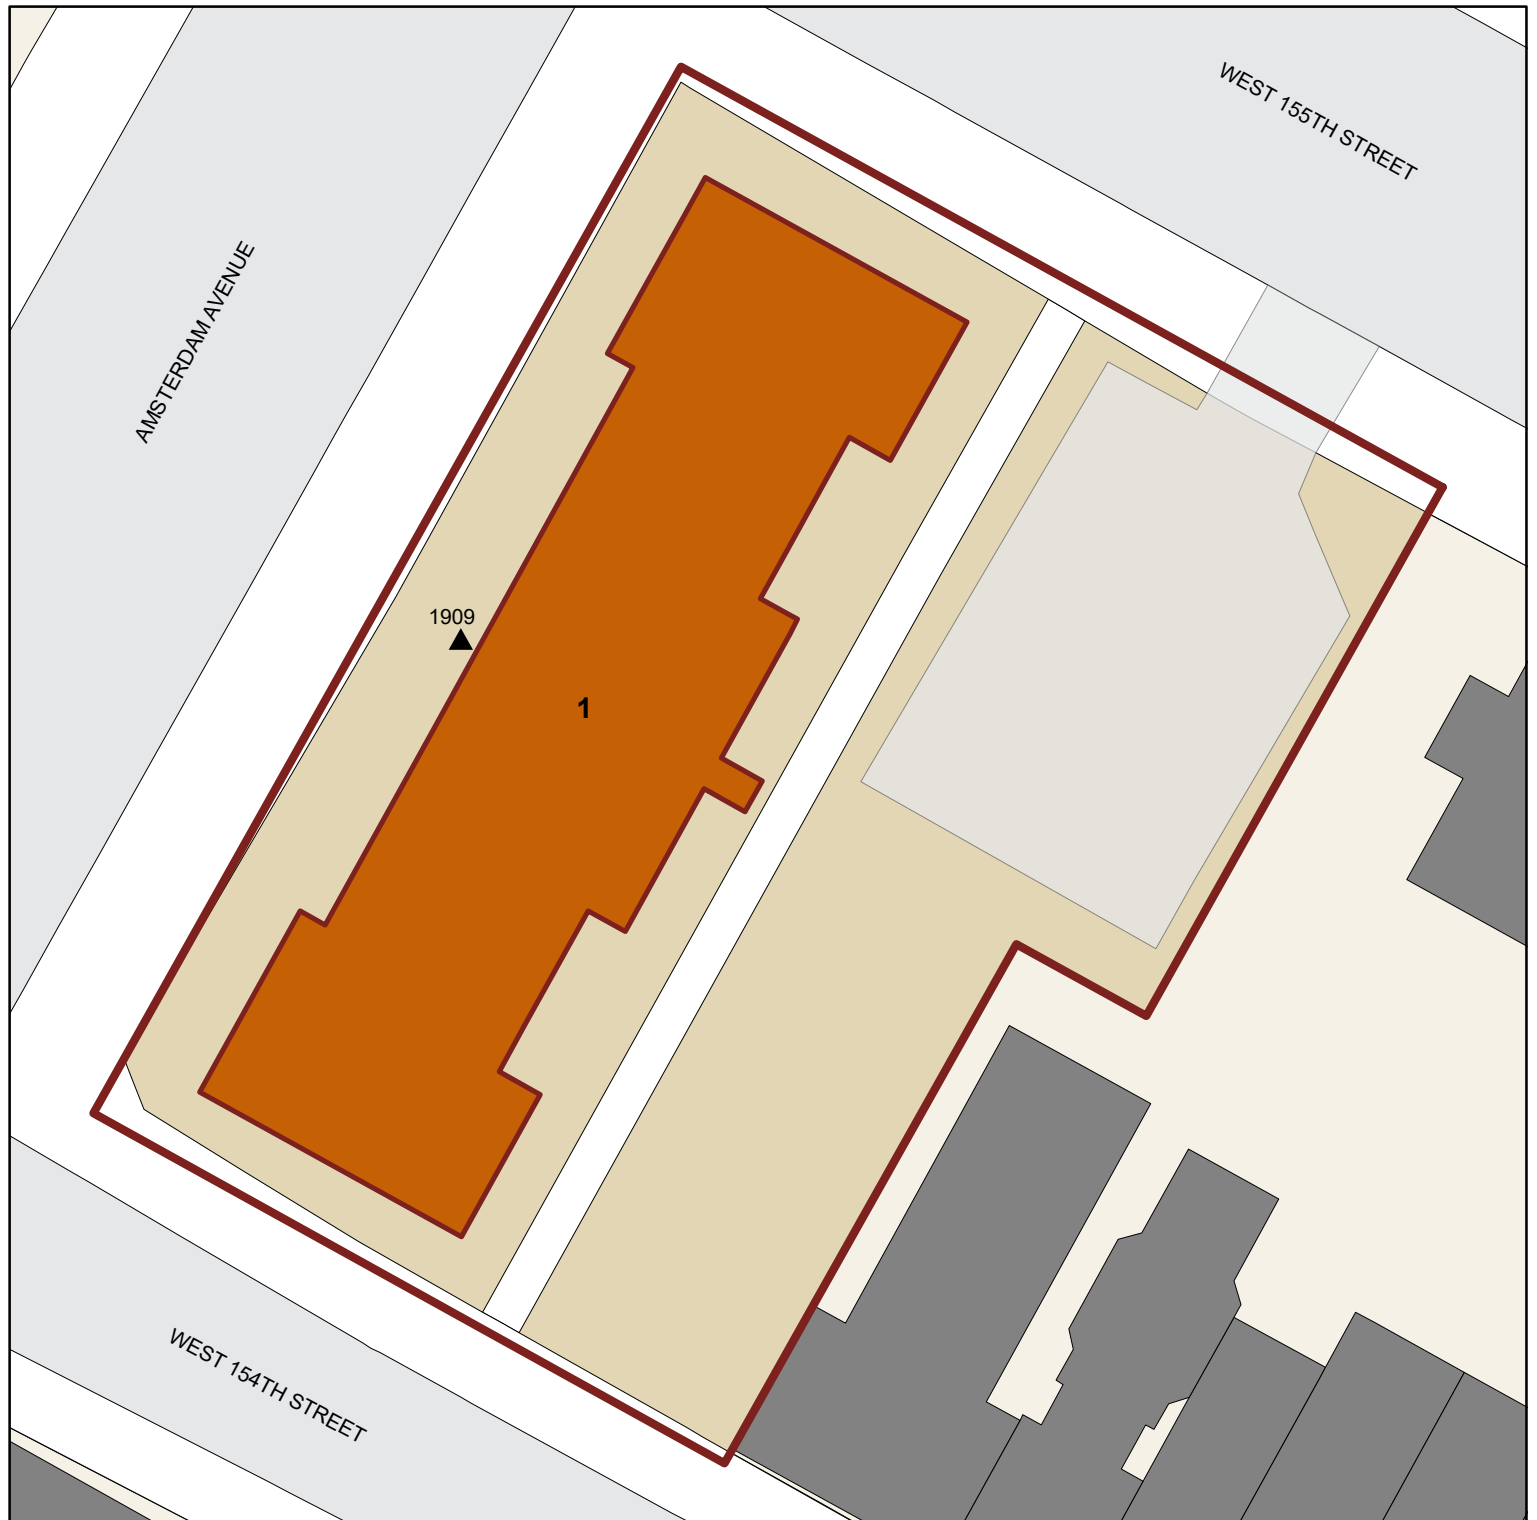 WEST 155TH STREET
AMSTERDAM AVENUE
1909
1
WEST 154TH STREET